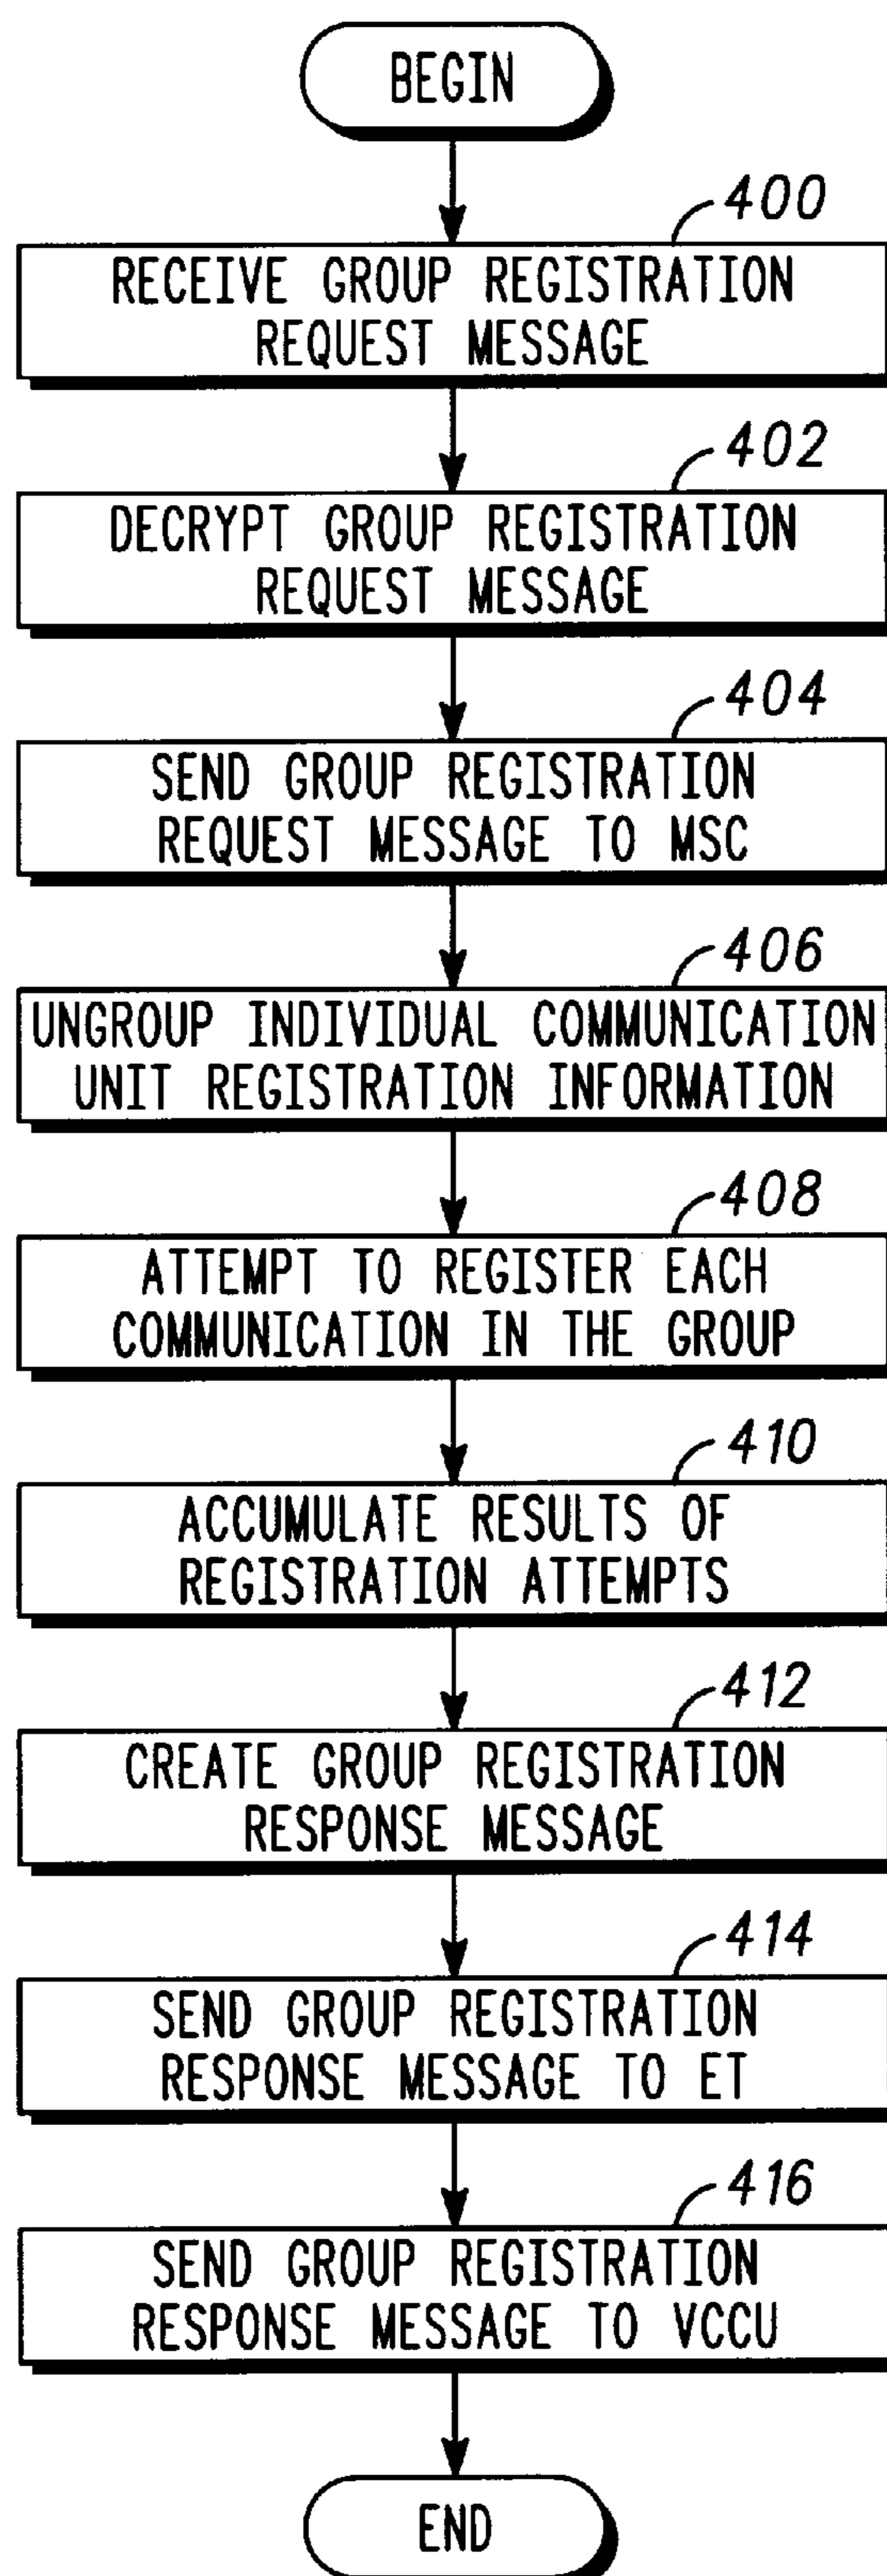 BEGIN
400
RECEIVE GROUP REGISTRATION
REQUEST MESSAGE
402
DECRYPT GROUP REGISTRATION
REQUEST MESSAGE
404
SEND GROUP REGISTRATION
REQUEST MESSAGE TO MSC
406
UNGROUP INDIVIDUAL COMMUNICATION
UNIT REGISTRATION INFORMATION
408
ATTEMPT TO REGISTER EACH
COMMUNICATION IN THE GROUP
410
ACCUMULATE RESULTS OF
REGISTRATION ATTEMPTS
412
CREATE GROUP REGISTRATION
RESPONSE MESSAGE
414
SEND GROUP REGISTRATION
RESPONSE MESSAGE TO ET
416
SEND GROUP REGISTRATION
RESPONSE MESSAGE TO VCCU
END